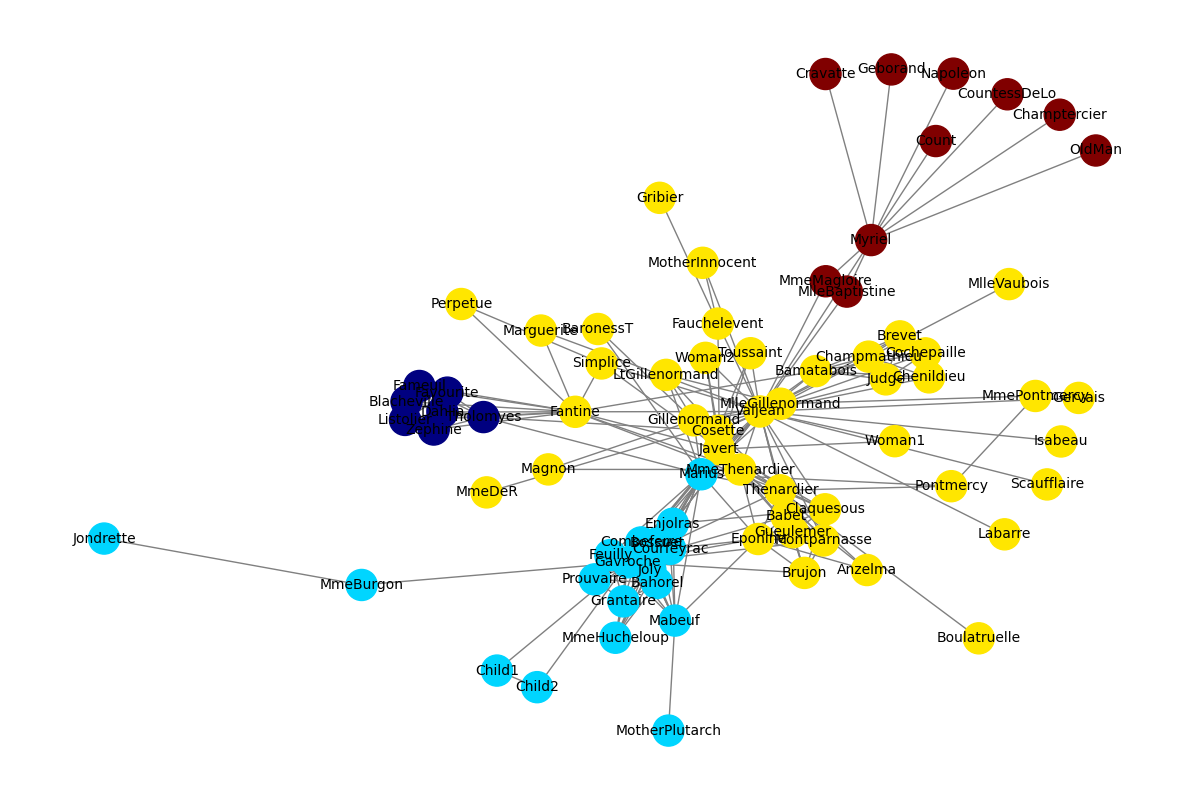 Cravatte
Geborand
Napoleon
CountessDeLo
Champtercier
Count
OldMan
Gribier
Myriel
MotherInnocent
MmeMagloire
MlleBaptistine
MlleVaubois
Perpetue
Marguerite
BaronessT
Fauchelevent
Brevet
Toussaint
Woman2
Champmathieu
Cochepaille
Simplice
LtGillenormand
Bamatabois
Judge
Chenildieu
Fameuil
Favourite
Blacheville
Dahlia
Listolier
Zephine
Tholomyes
Fantine
MlleGillenormand
Valjean
MmePontmercy
Gervais
Gillenormand
Cosette
Woman1
Isabeau
Javert
Magnon
Marius
MmeThenardier
MmeDeR
Thenardier
Pontmercy
Scaufflaire
Claquesous
Babet
Enjolras
Gueulemer
Labarre
Jondrette
Eponine
Montparnasse
Combeferre
Bossuet
Courfeyrac
Feuilly
Gavroche
Joly
Prouvaire
Bahorel
Brujon
Anzelma
MmeBurgon
Grantaire
Mabeuf
MmeHucheloup
Boulatruelle
Child1
Child2
MotherPlutarch